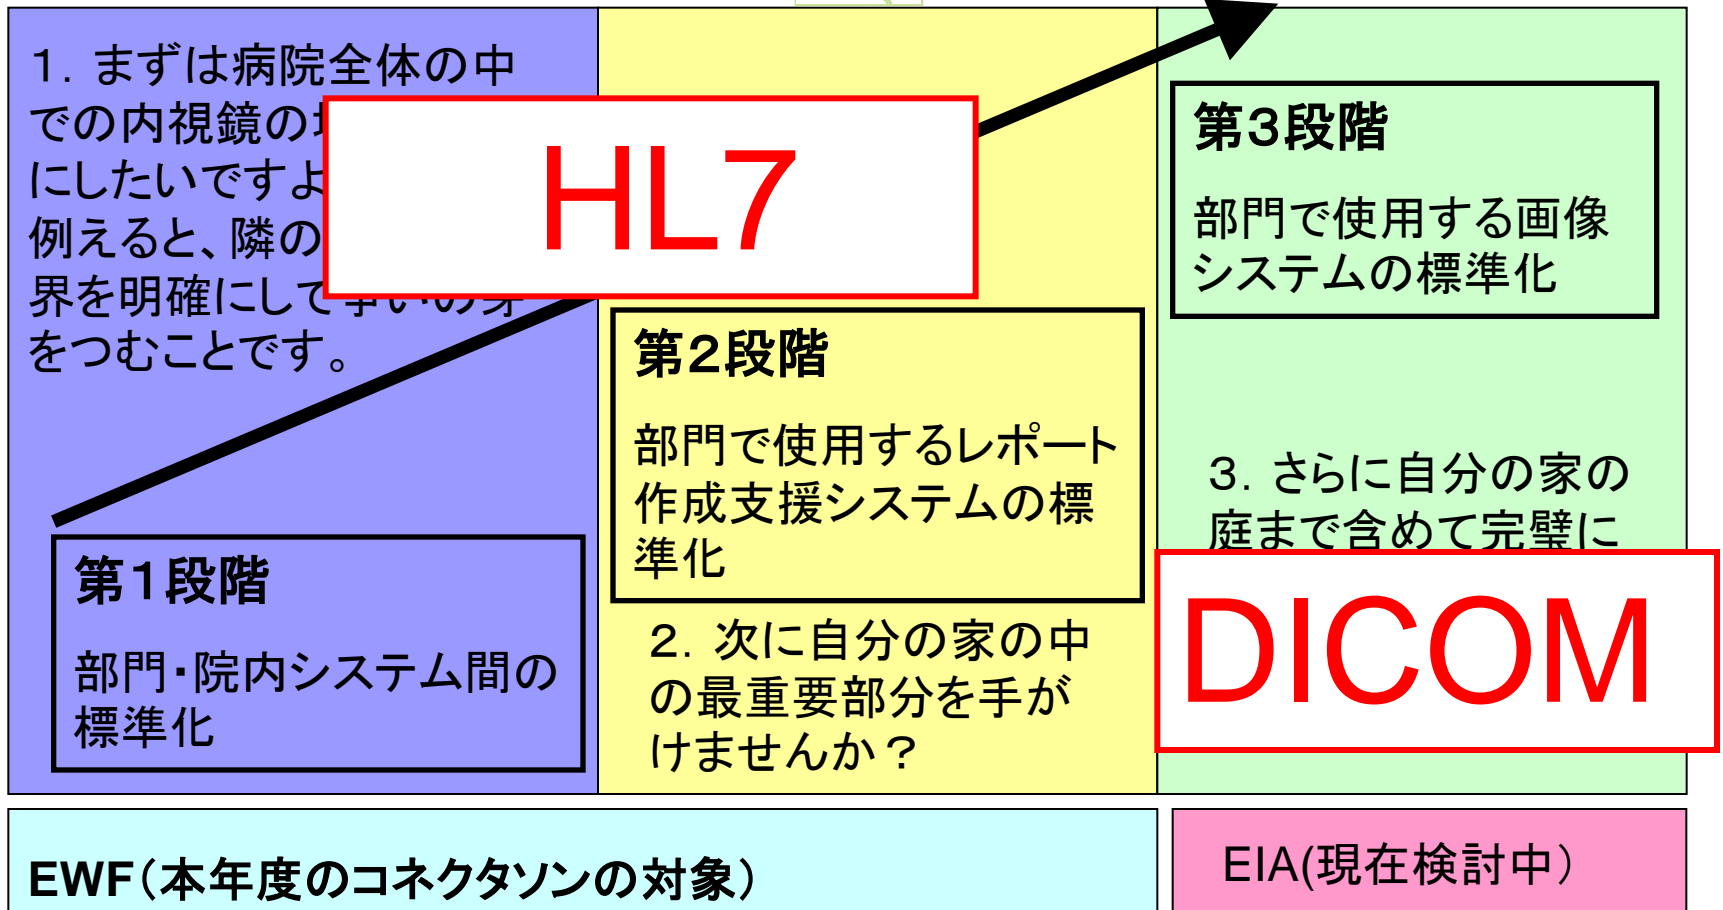 １．まずは病院全体の中
での内視鏡の
にしたいですよ
例えると、隣の
界を明確にして争いの芽
をつむことです。
HL7
第１段階
部門・院内システム間の
標準化
第２段階
部門で使用するレポート
作成支援システムの標
準化
２．次に自分の家の中
の最重要部分を手が
けませんか？
第３段階
部門で使用する画像
システムの標準化
３．さらに自分の家の
庭まで含めて完璧に
DICOM
EWF（本年度のコネクタソンの対象）
EIA(現在検討中）